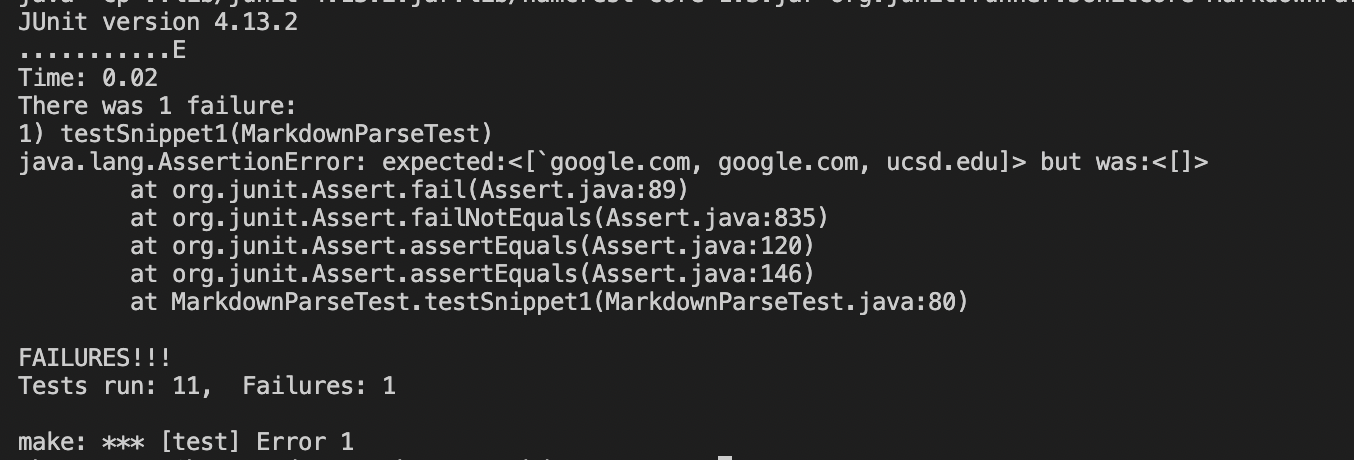 JUnit version 4.13.2
...........E
Time: 0.02
There was 1 failure:
1) testSnippet1(MarkdownParseTest)
java.lang.AssertionError: expected:<[`google.com, google.com, ucsd.edu]> but was:<[]>
        at org.junit.Assert.fail(Assert.java:89)
        at org.junit.Assert.failNotEquals(Assert.java:835)
        at org.junit.Assert.assertEquals(Assert.java:120)
        at org.junit.Assert.assertEquals(Assert.java:146)
        at MarkdownParseTest.testSnippet1(MarkdownParseTest.java:80)
FAILURES!!!
Tests run: 11,  Failures: 1
make: *** [test] Error 1